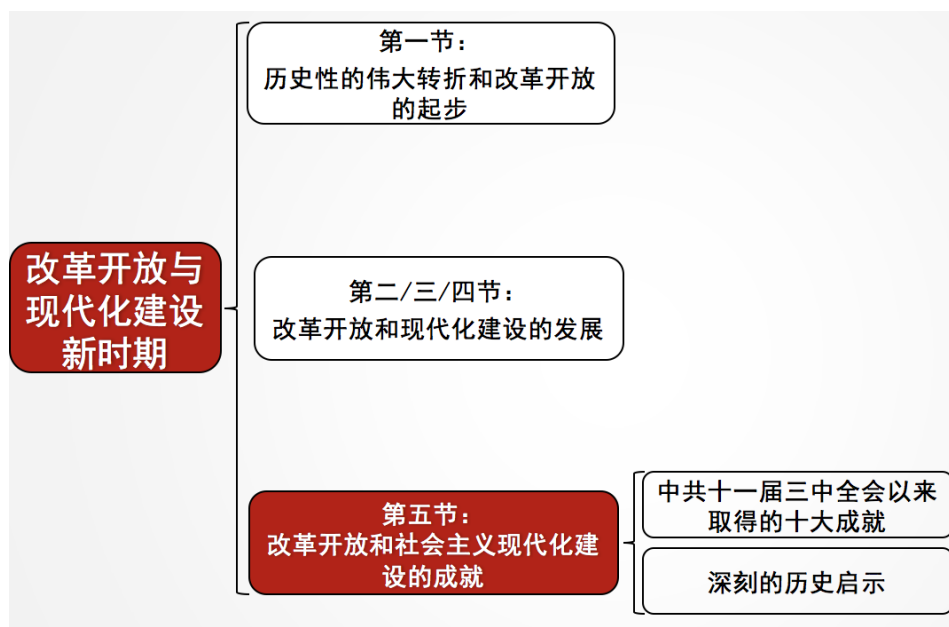 第一节：
历史性的伟大转折和改革开放
的起步
改革开放与
现代化建设
新时期
第二/三/四节：
改革开放和现代化建设的发展
第五节：
改革开放和社会主义现代化建
设的成就
中共十一届三中全会以来
取得的十大成就
深刻的历史启示